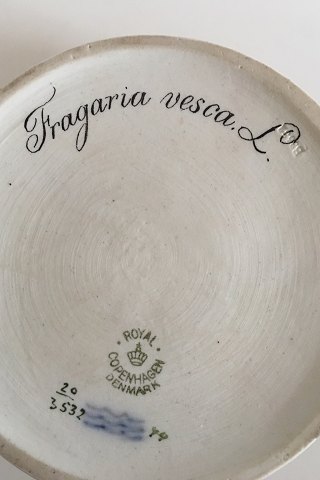 Fragaria vesca. L.
ROYAL
COPENHAGEN
DENMARK
20
3532